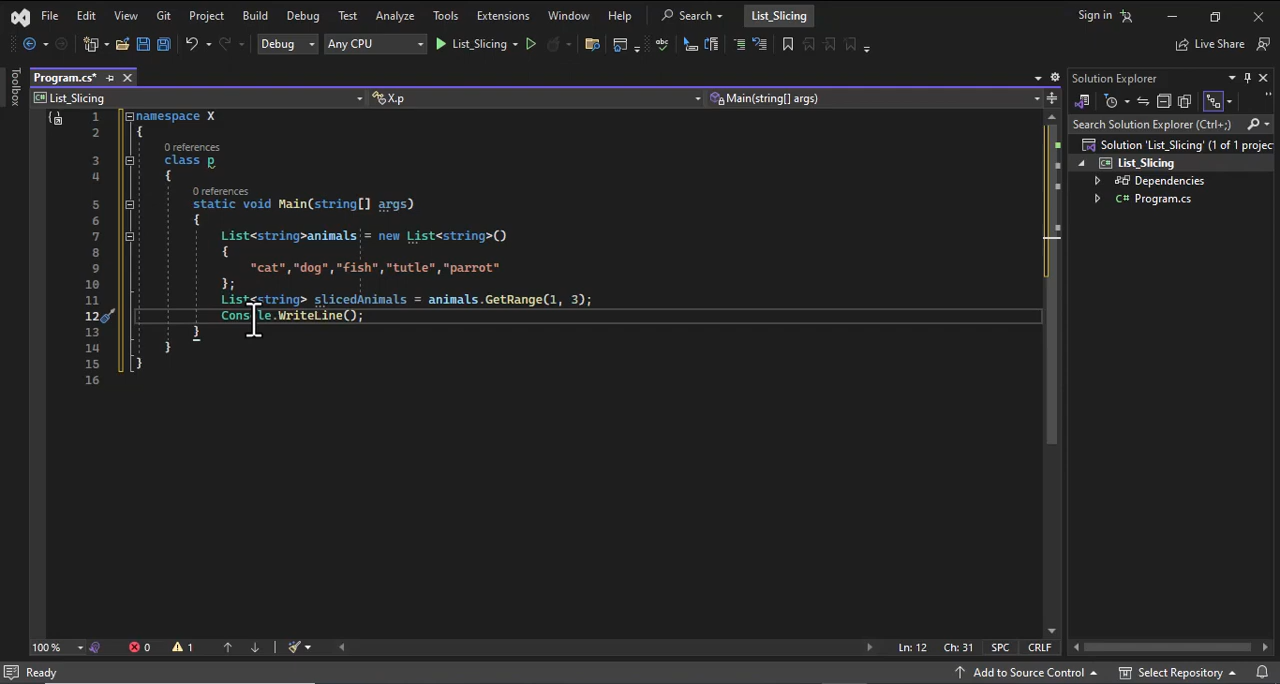 File Edit View Git Project Build Debug Test Analyze Tools Extensions Window Help Search List_Slicing Sign in
Debug Any CPU List_Slicing Live Share
Toolbox
Program.cs*
List_Slicing X.p Main(string[] args)
1 namespace X
2 {
0 references
3 class p
4 {
0 references
5 static void Main(string[] args)
6 {
7 List<string>animals = new List<string>()
8 {
9 "cat","dog","fish","tutle","parrot"
10 };
11 List<string> slicedAnimals = animals.GetRange(1, 3);
12 Console.WriteLine();
13 }
14 }
15 }
16
Solution Explorer
Search Solution Explorer (Ctrl+;)
Solution 'List_Slicing' (1 of 1 project
List_Slicing
Dependencies
C# Program.cs
100 % 0 1 Ln: 12 Ch: 31 SPC CRLF
Ready Add to Source Control Select Repository